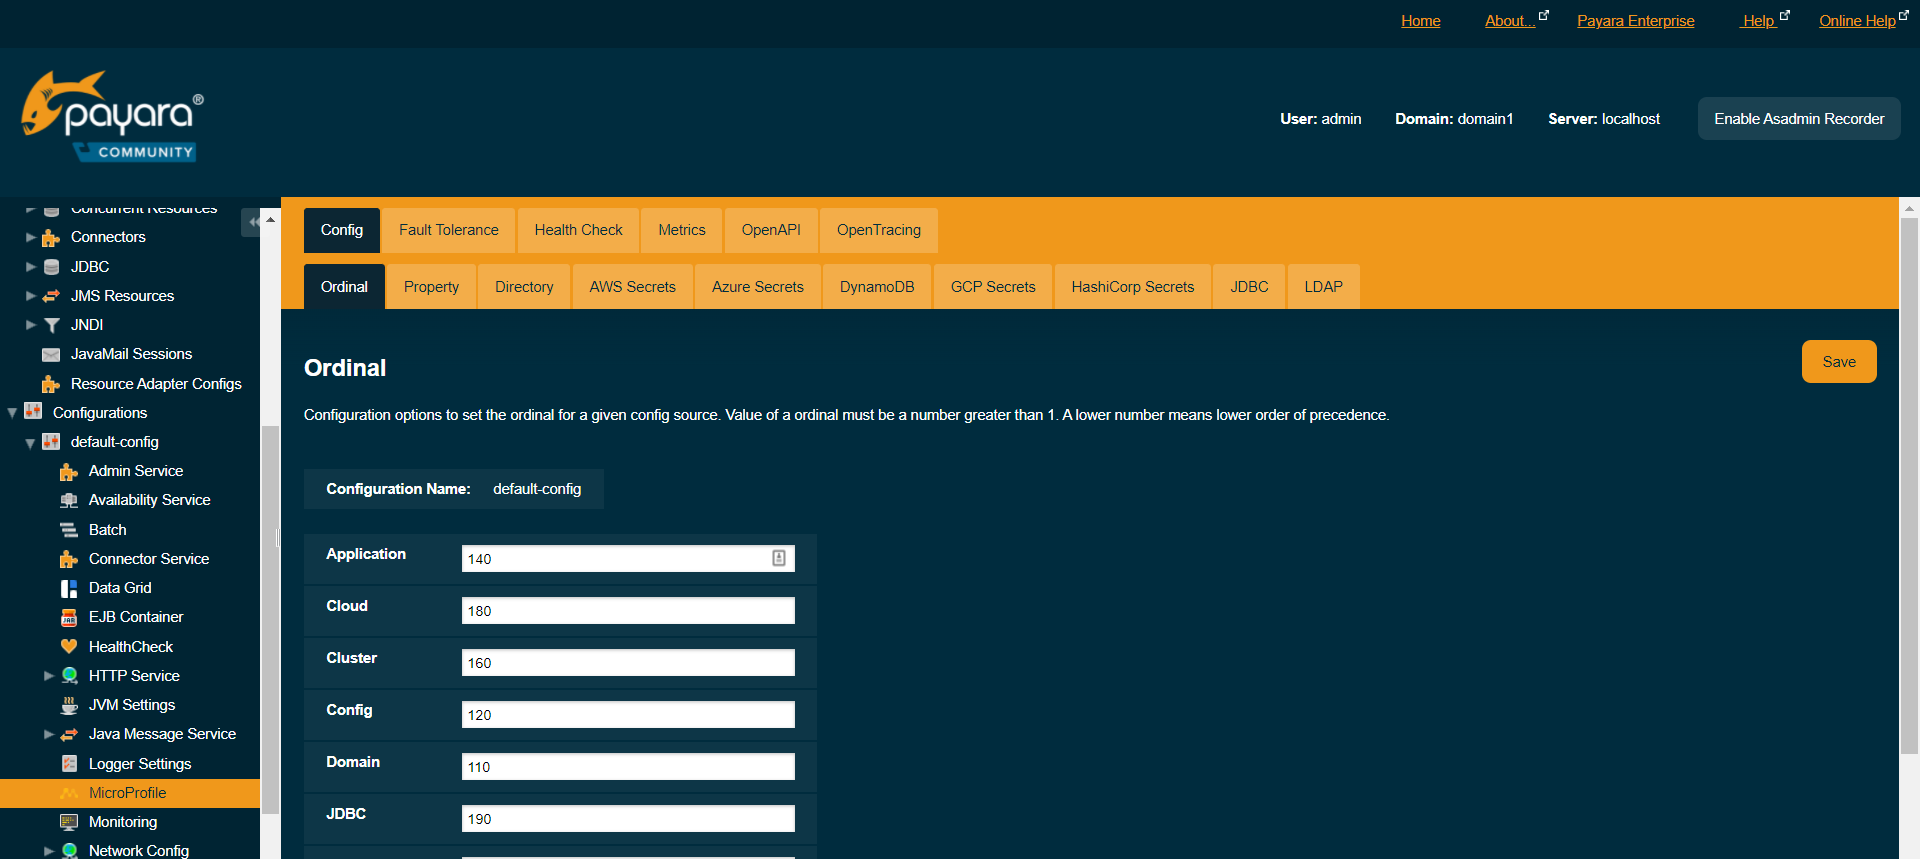 Home About... Payara Enterprise Help Online Help
payara®
COMMUNITY
User: admin Domain: domain1 Server: localhost Enable Asadmin Recorder
Concurrent Resources
Connectors
JDBC
JMS Resources
JNDI
JavaMail Sessions
Resource Adapter Configs
Configurations
default-config
Admin Service
Availability Service
Batch
Connector Service
Data Grid
EJB Container
HealthCheck
HTTP Service
JVM Settings
Java Message Service
Logger Settings
MicroProfile
Monitoring
Network Config
Config Fault Tolerance Health Check Metrics OpenAPI OpenTracing
Ordinal Property Directory AWS Secrets Azure Secrets DynamoDB GCP Secrets HashiCorp Secrets JDBC LDAP
Ordinal
Save
Configuration options to set the ordinal for a given config source. Value of a ordinal must be a number greater than 1. A lower number means lower order of precedence.
Configuration Name: default-config
Application 140
Cloud 180
Cluster 160
Config 120
Domain 110
JDBC 190